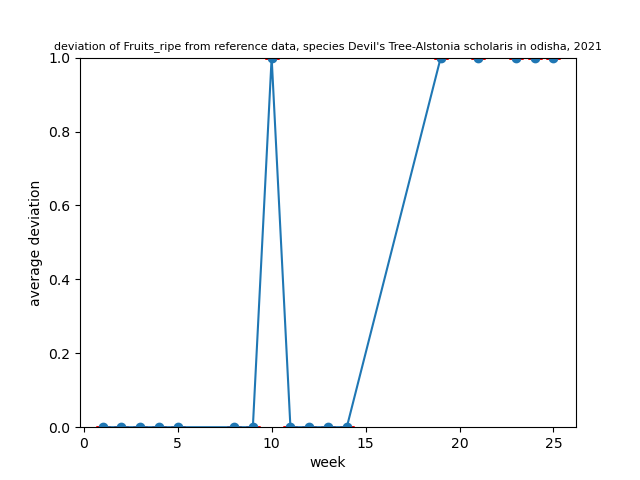 deviation of Fruits_ripe from reference data, species Devil's Tree-Alstonia scholaris in odisha, 2021
1.0
0.8
0.6
0.4
0.2
0.0
average deviation
0 5 10 15 20 25
week